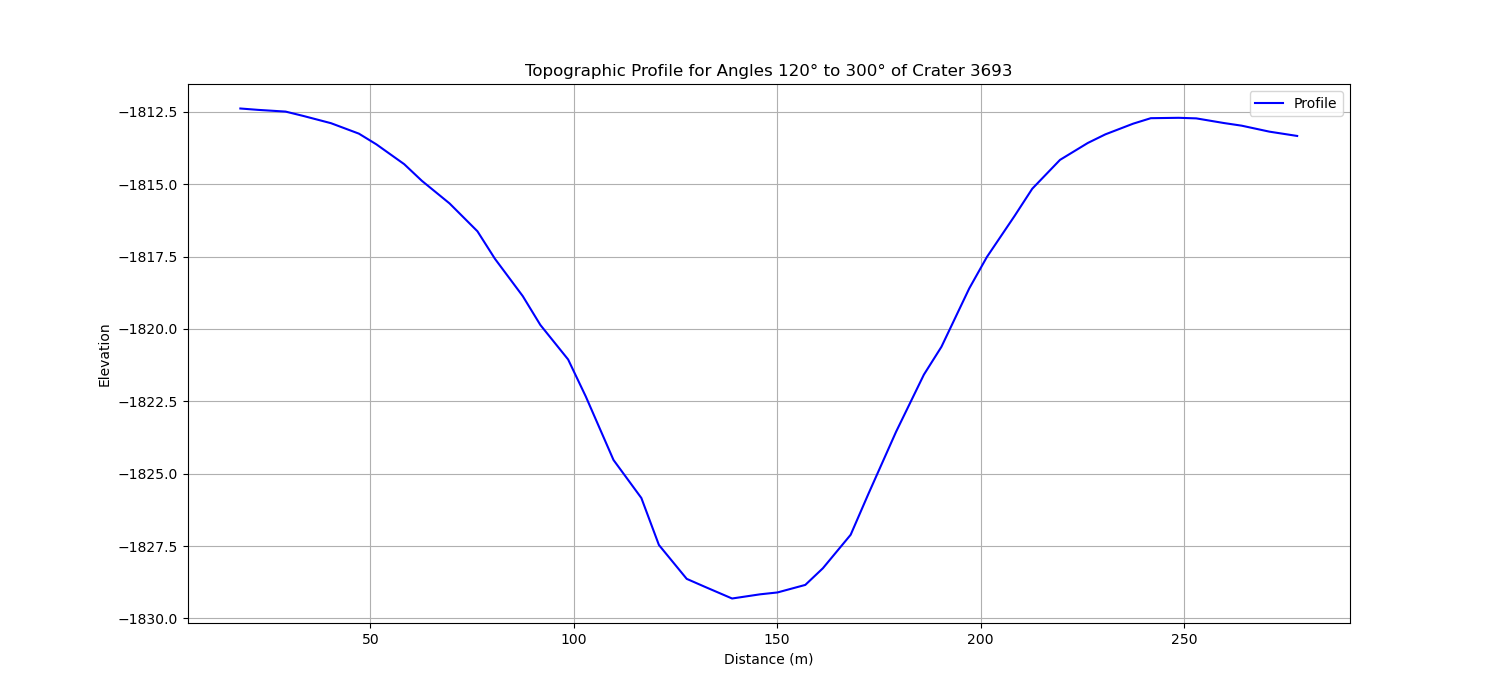 Topographic Profile for Angles 120° to 300° of Crater 3693
Profile
−1812.5
−1815.0
−1817.5
−1820.0
−1822.5
−1825.0
−1827.5
−1830.0
Elevation
50 100 150 200 250
Distance (m)